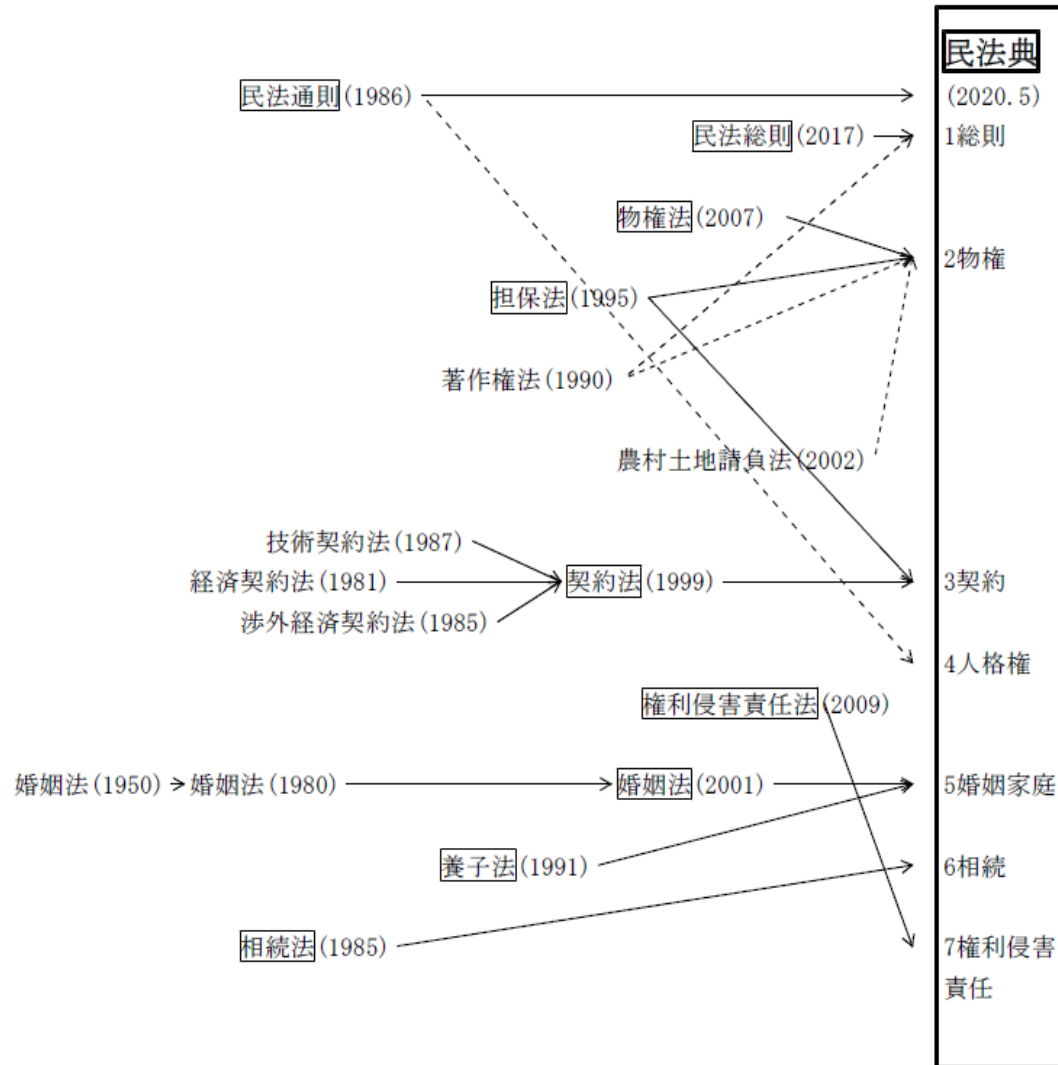 民法典
民法通則(1986)
(2020.5)
民法総則(2017)
1総則
物権法(2007)
2物権
担保法(1995)
著作権法(1990)
農村土地請負法(2002)
技術契約法(1987)
経済契約法(1981)
契約法(1999)
3契約
渉外経済契約法(1985)
4人格権
権利侵害責任法(2009)
婚姻法(1950)
婚姻法(1980)
婚姻法(2001)
5婚姻家庭
養子法(1991)
6相続
相続法(1985)
7権利侵害
責任